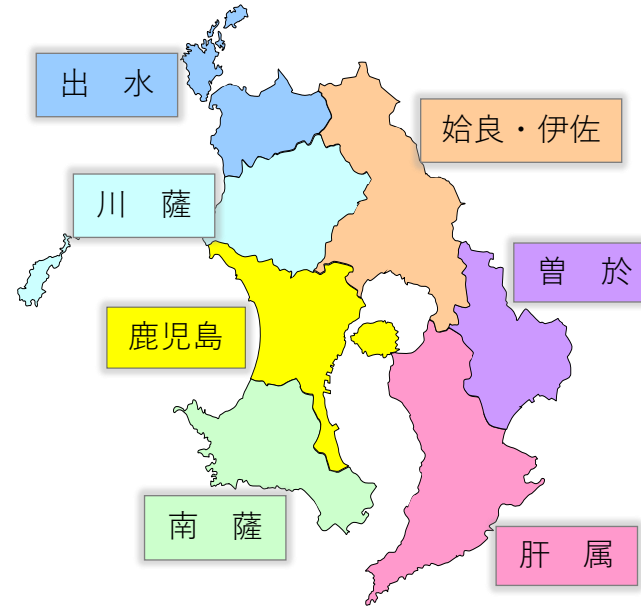 出　水
姶良・伊佐
川　薩
曽　於
鹿児島
南　薩
肝　属